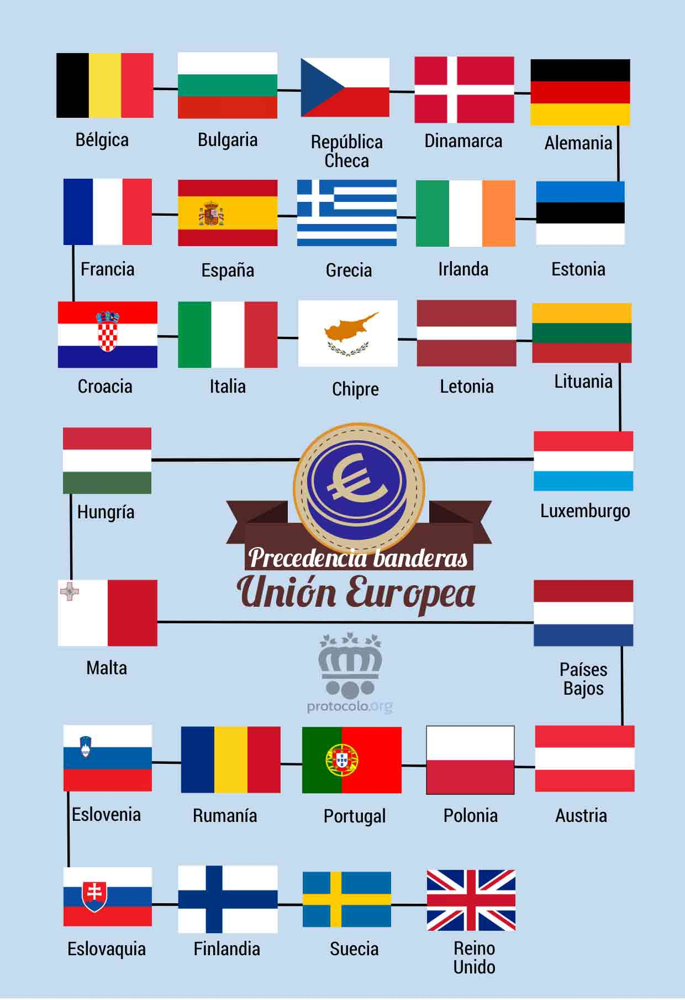 Bélgica
Bulgaria
República
Checa
Dinamarca
Alemania
Francia
España
Grecia
Irlanda
Estonia
Croacia
Italia
Chipre
Letonia
Lituania
Hungría
€
Luxemburgo
Precedencia banderas
Unión Europea
Malta
Países
Bajos
protocolo.org
Eslovenia
Rumanía
Portugal
Polonia
Austria
Eslovaquia
Finlandia
Suecia
Reino
Unido